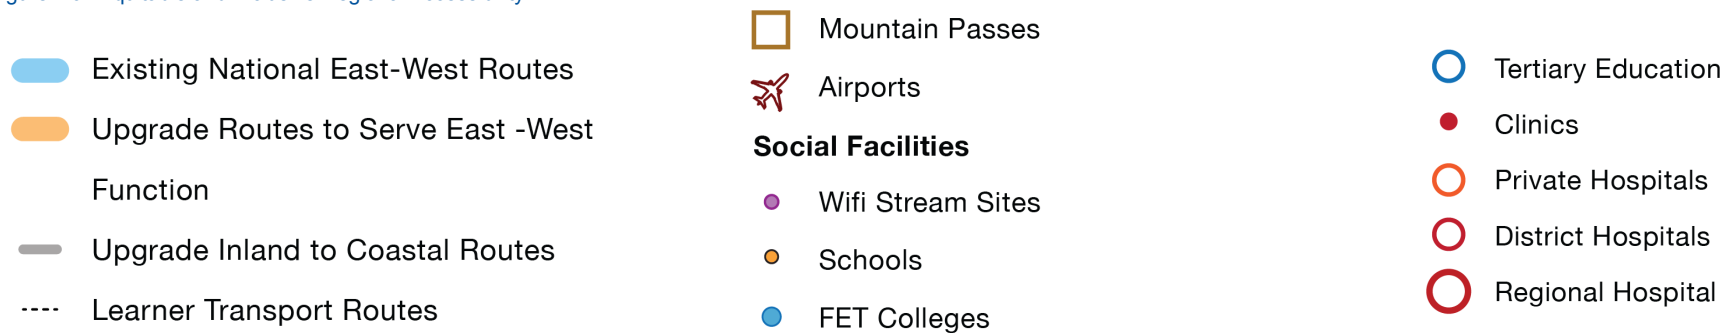 Existing National East-West Routes
Upgrade Routes to Serve East -West
Function
Upgrade Inland to Coastal Routes
Learner Transport Routes
Mountain Passes
Airports
Social Facilities
Wifi Stream Sites
Schools
FET Colleges
Tertiary Education
Clinics
Private Hospitals
District Hospitals
Regional Hospital